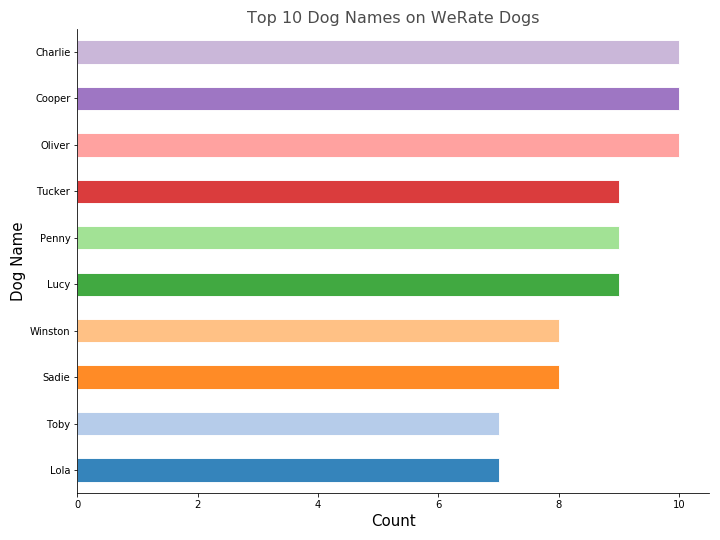 Top 10 Dog Names on WeRate Dogs
Charlie
Cooper
Oliver
Tucker
Penny
Lucy
Winston
Sadie
Toby
Lola
Dog Name
0 2 4 6 8 10
Count